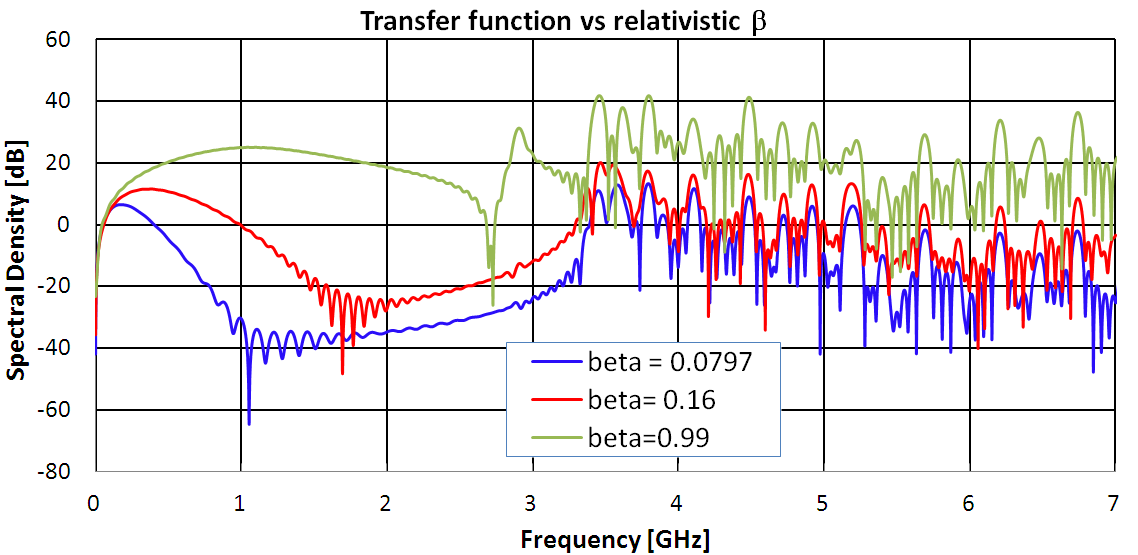 Transfer function vs relativistic β
Spectral Density [dB]
60
40
20
0
-20
-40
-60
-80
beta = 0.0797
beta= 0.16
beta=0.99
0 1 2 3 4 5 6 7
Frequency [GHz]